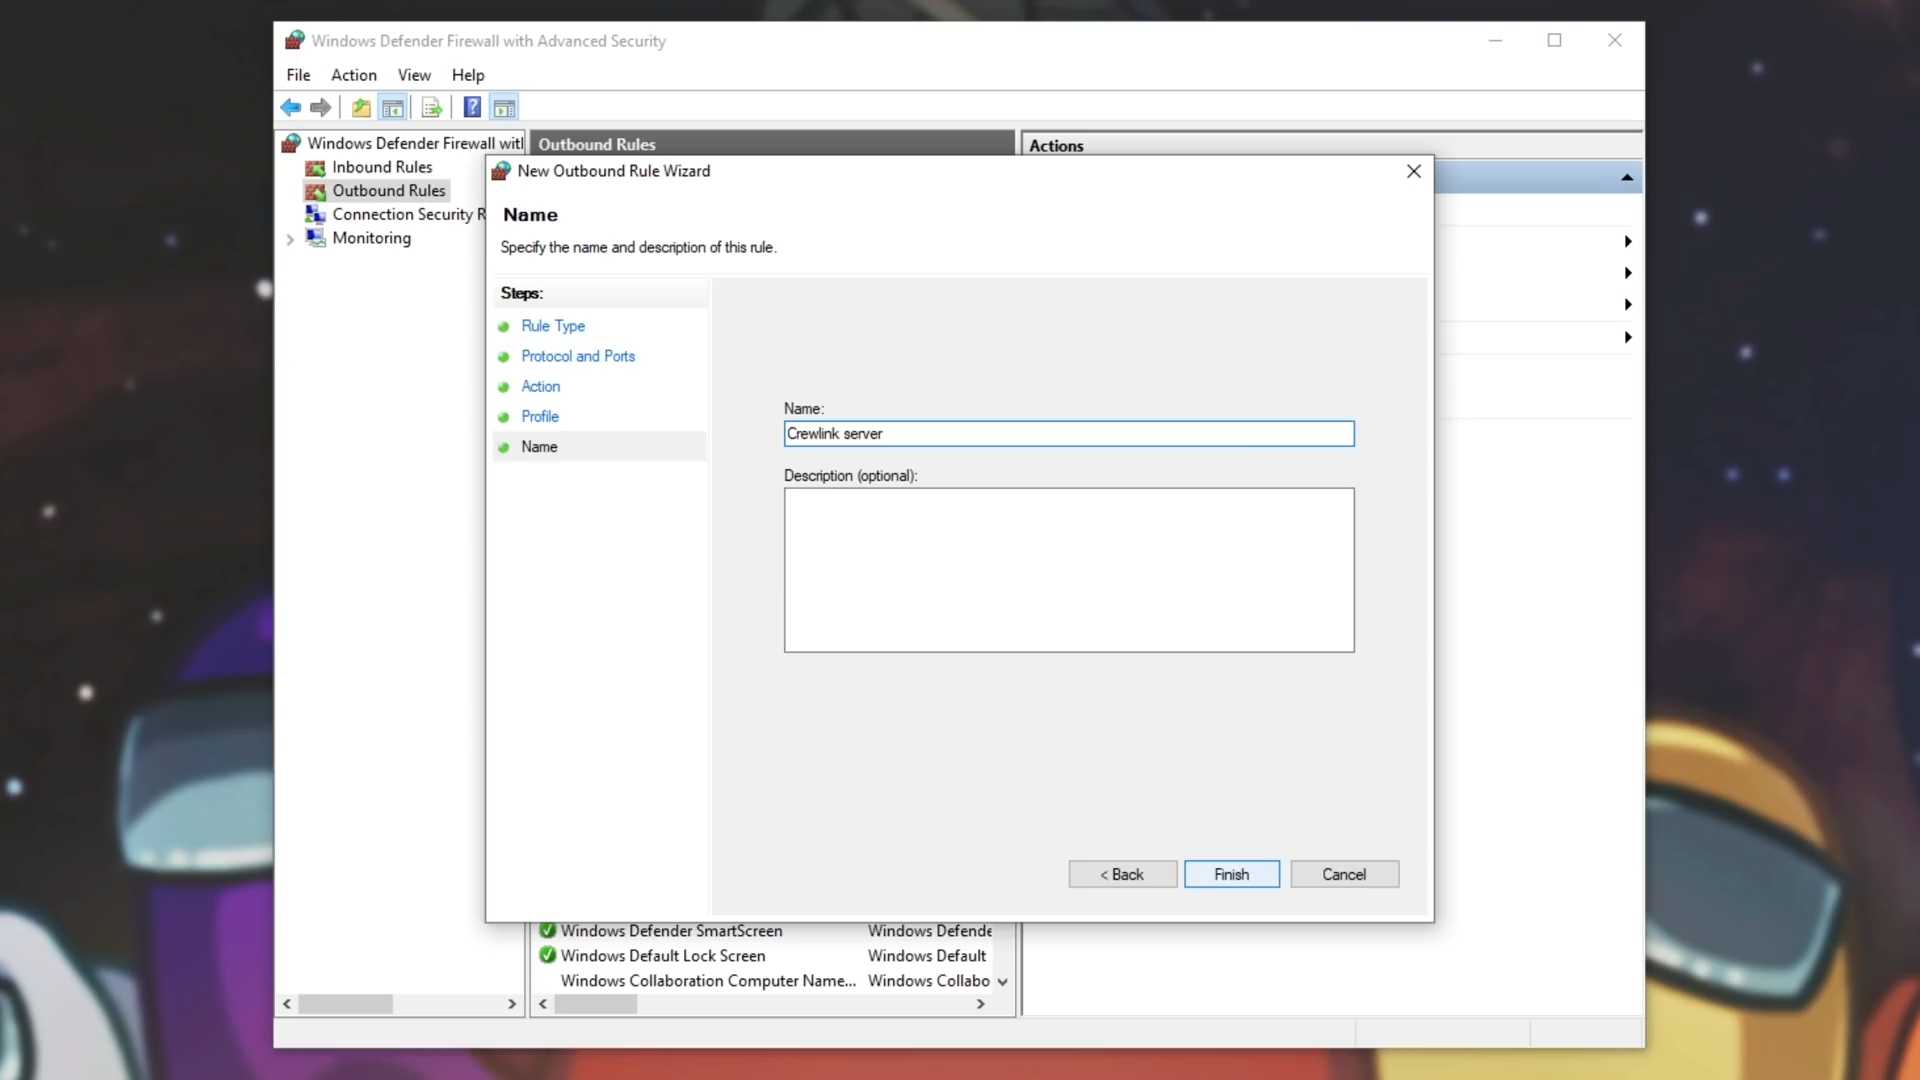 Windows Defender Firewall with Advanced Security
File Action View Help
Windows Defender Firewall witl
Inbound Rules
Outbound Rules
Connection Security R
Monitoring
Outbound Rules
Actions
New Outbound Rule Wizard
Name
Specify the name and description of this rule.
Steps:
Rule Type
Protocol and Ports
Action
Profile
Name
Name:
Crewlink server
Description (optional):
< Back Finish Cancel
Windows Defender SmartScreen Windows Defende
Windows Default Lock Screen Windows Default
Windows Collaboration Computer Name... Windows Collabo